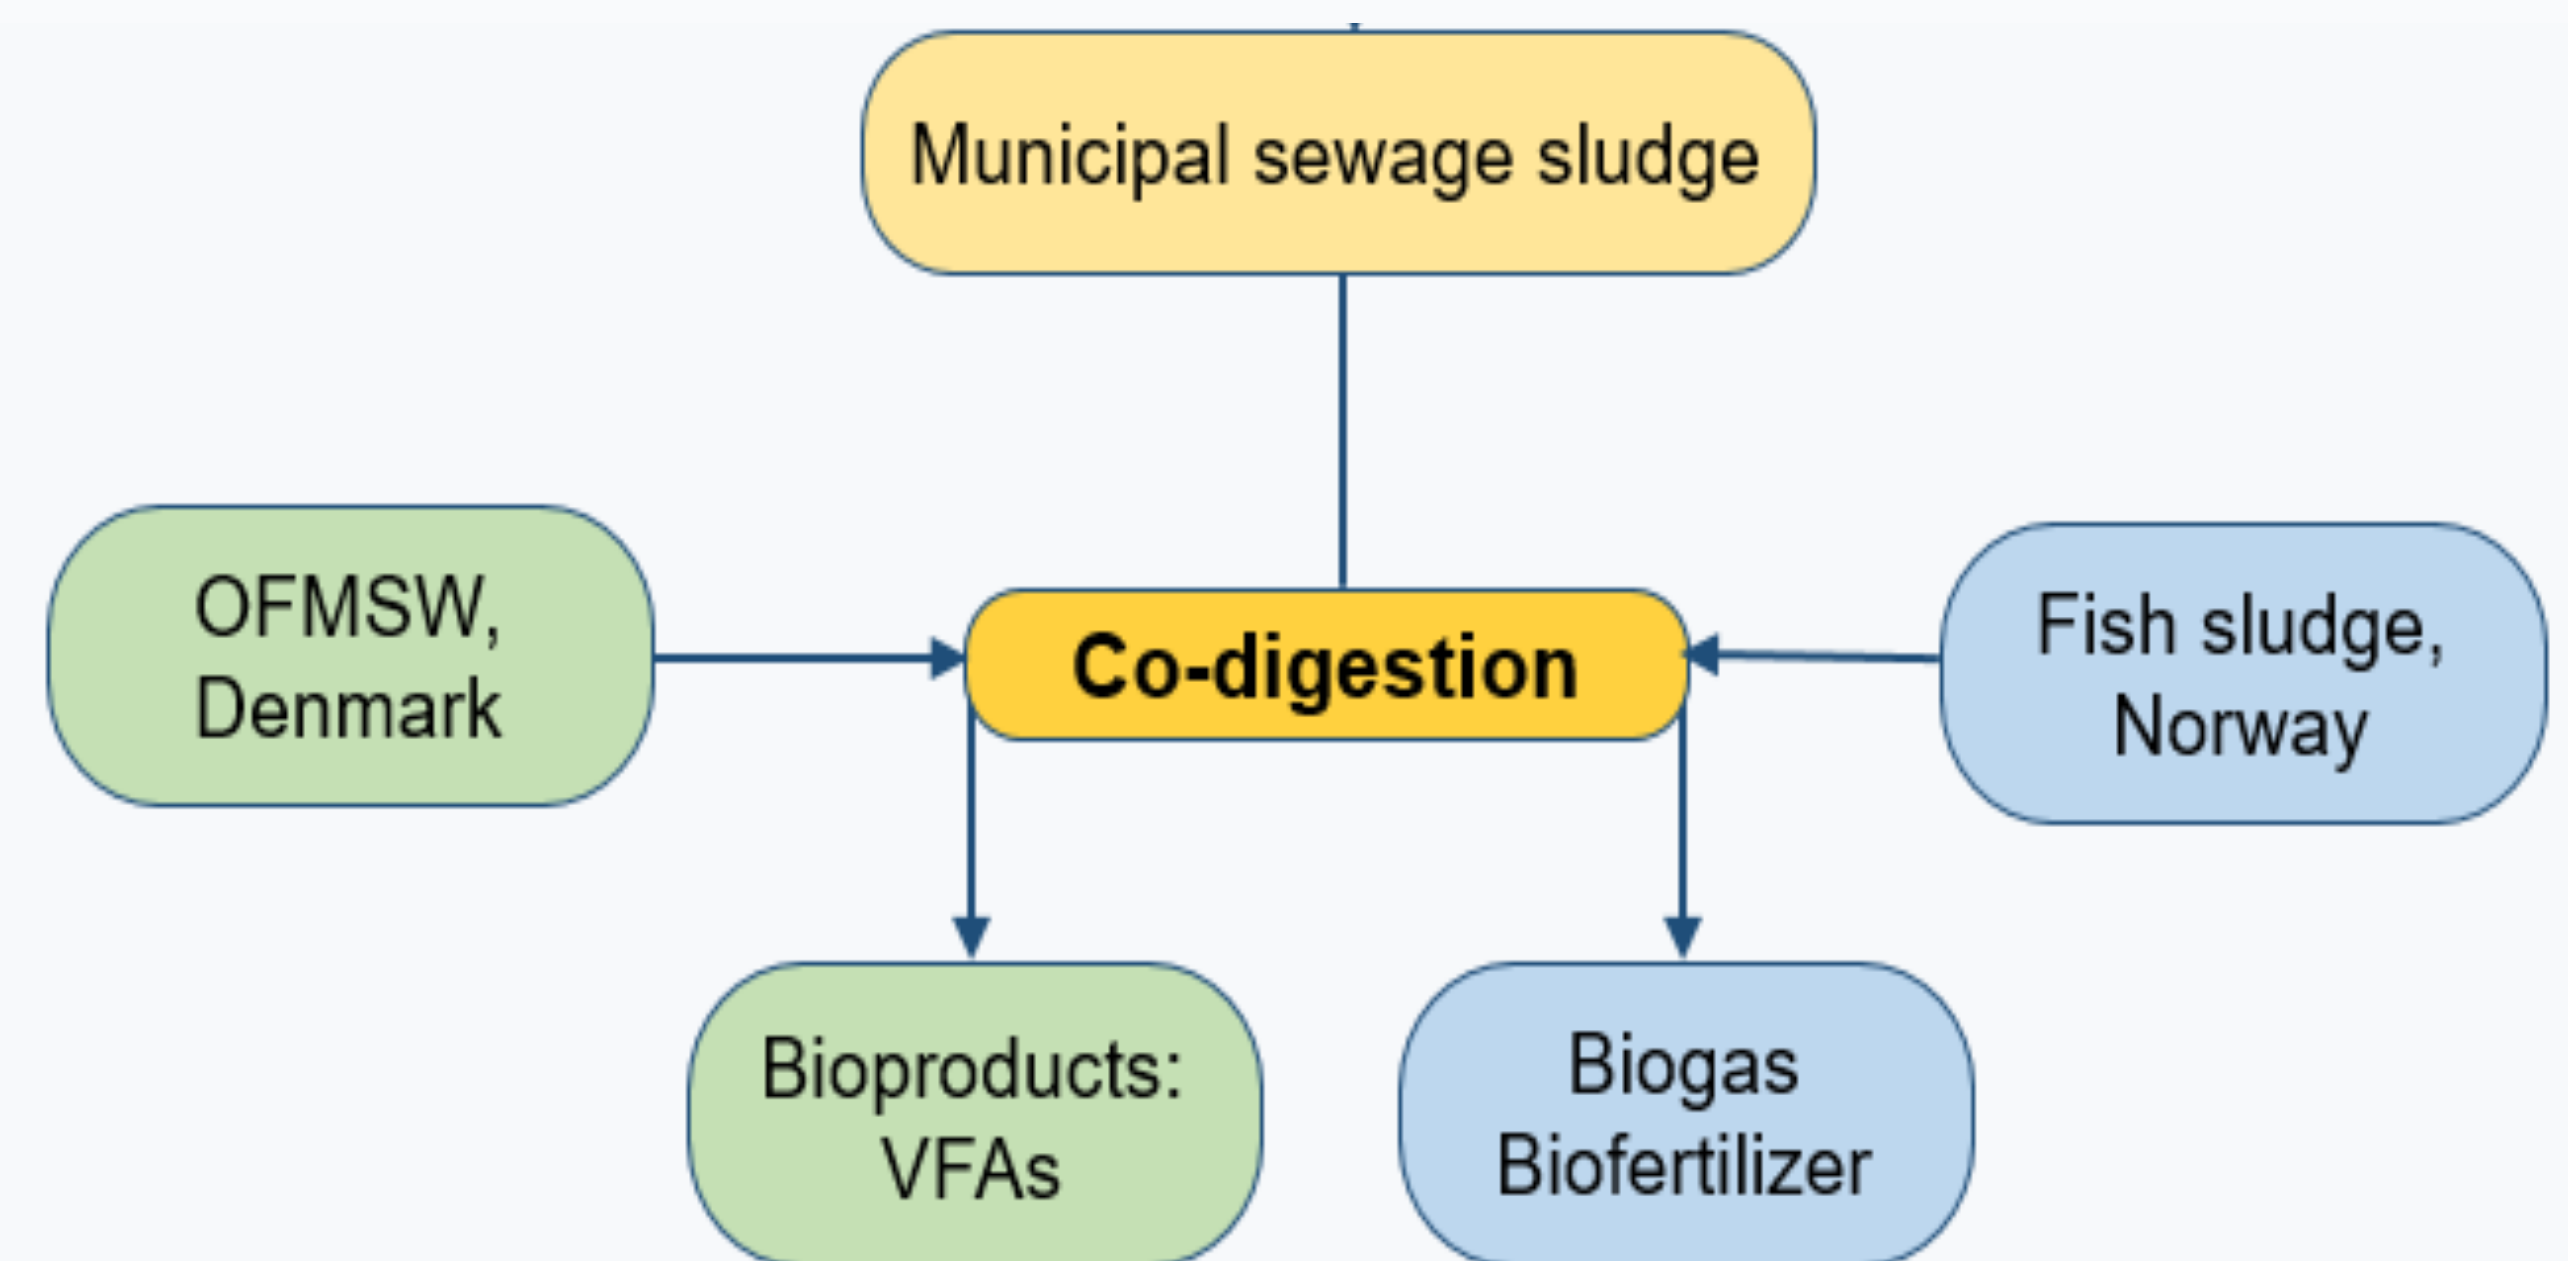 Municipal sewage sludge
OFMSW,
Denmark
Co-digestion
Fish sludge,
Norway
Bioproducts:
VFAs
Biogas
Biofertilizer